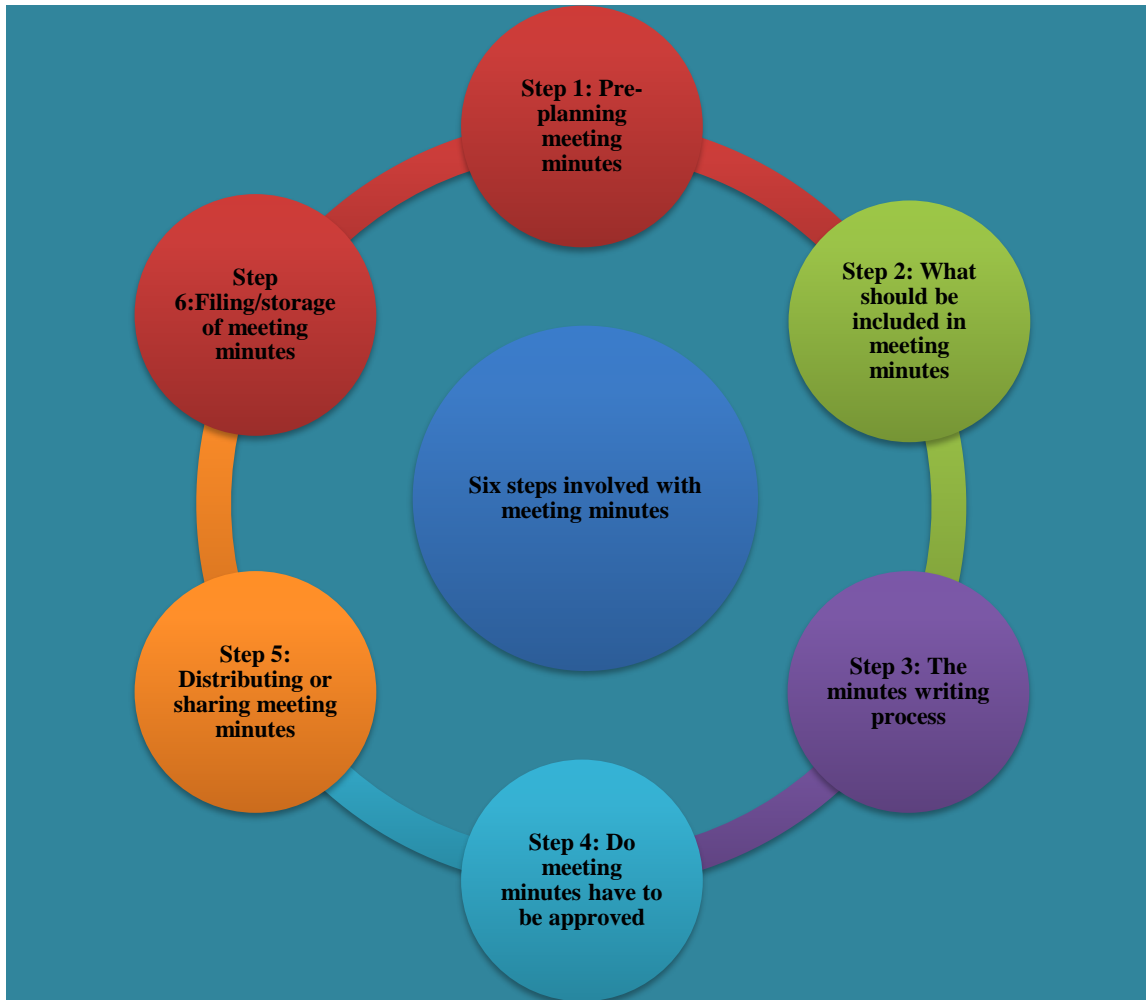 Step 1: Pre-
planning
meeting
minutes
Step 2: What
should be
included in
meeting
minutes
Step 3: The
minutes writing
process
Step 4: Do
meeting
minutes have to
be approved
Step 5:
Distributing or
sharing meeting
minutes
Step
6:Filing/storage
of meeting
minutes
Six steps involved with
meeting minutes